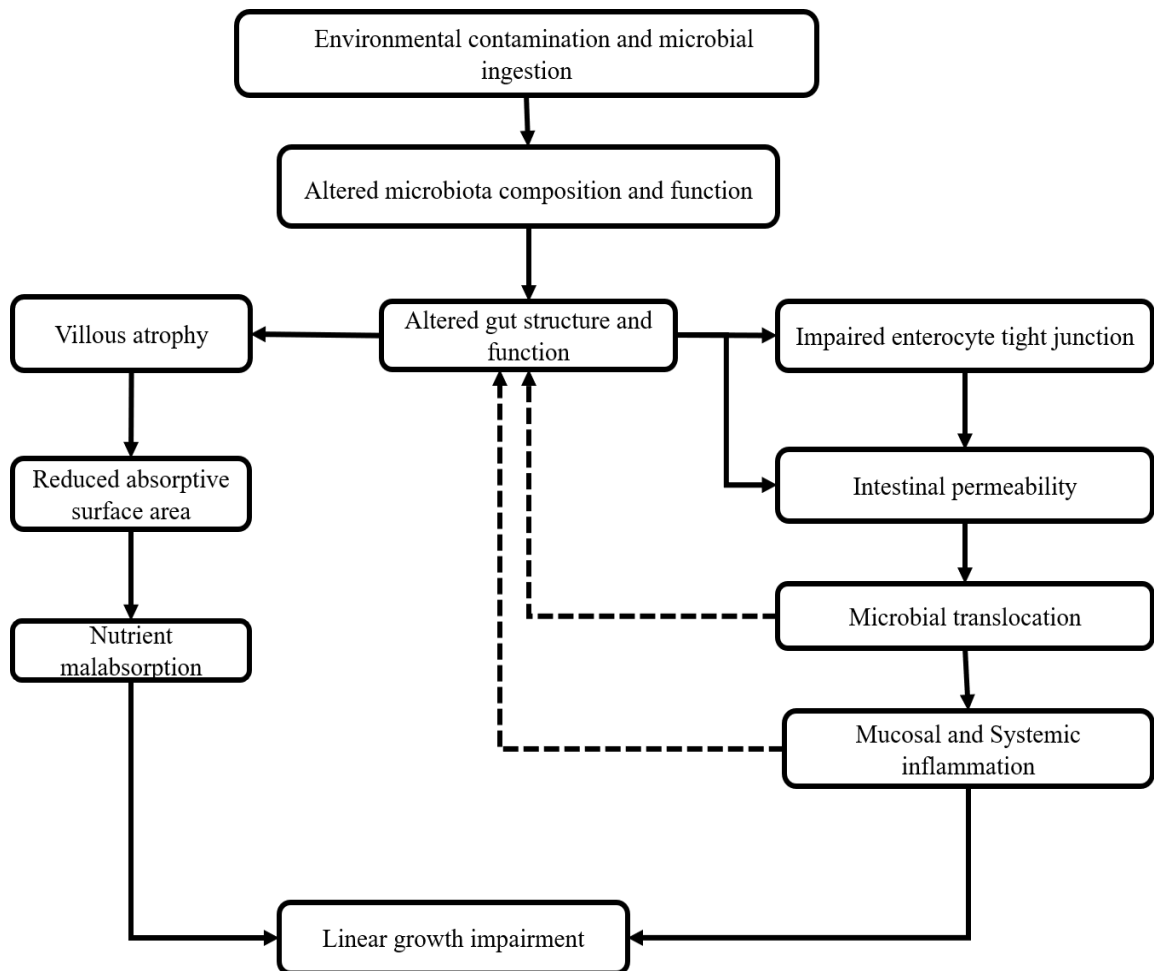 Environmental contamination and microbial
ingestion
Altered microbiota composition and function
Villous atrophy
Altered gut structure and
function
Impaired enterocyte tight junction
Reduced absorptive
surface area
Intestinal permeability
Nutrient
malabsorption
Microbial translocation
Mucosal and Systemic
inflammation
Linear growth impairment